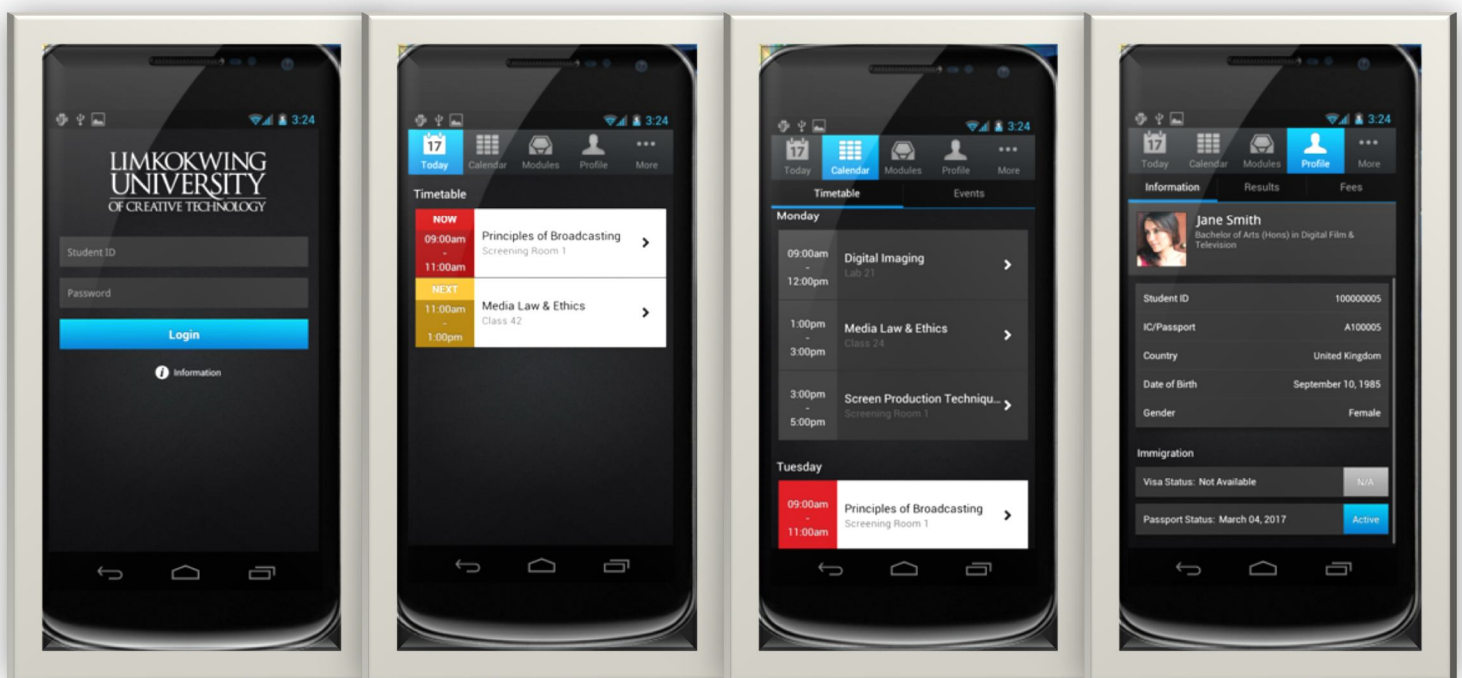 3:24
LIMKOKWING
UNIVERSITY
OF CREATIVE TECHNOLOGY
Student ID
Password
Login
i Information
3:24
17
Today Calendar Modules Profile More
Timetable
NOW
09:00am
-
11:00am
Principles of Broadcasting
Screening Room 1
NEXT
11:00am
-
1:00pm
Media Law & Ethics
Class 42
3:24
17
Today Calendar Modules Profile More
Timetable Events
Monday
09:00am
-
12:00pm
Digital Imaging
Lab 21
1:00pm
-
3:00pm
Media Law & Ethics
Class 24
3:00pm
-
5:00pm
Screen Production Techniqu...
Screening Room 1
Tuesday
09:00am
-
11:00am
Principles of Broadcasting
Screening Room 1
3:24
17
Today Calendar Modules Profile More
Information Results Fees
Jane Smith
Bachelor of Arts (Hons) in Digital Film &
Television
Student ID 100000005
IC/Passport A100005
Country United Kingdom
Date of Birth September 10, 1985
Gender Female
Immigration
Visa Status: Not Available N/A
Passport Status: March 04, 2017 Active